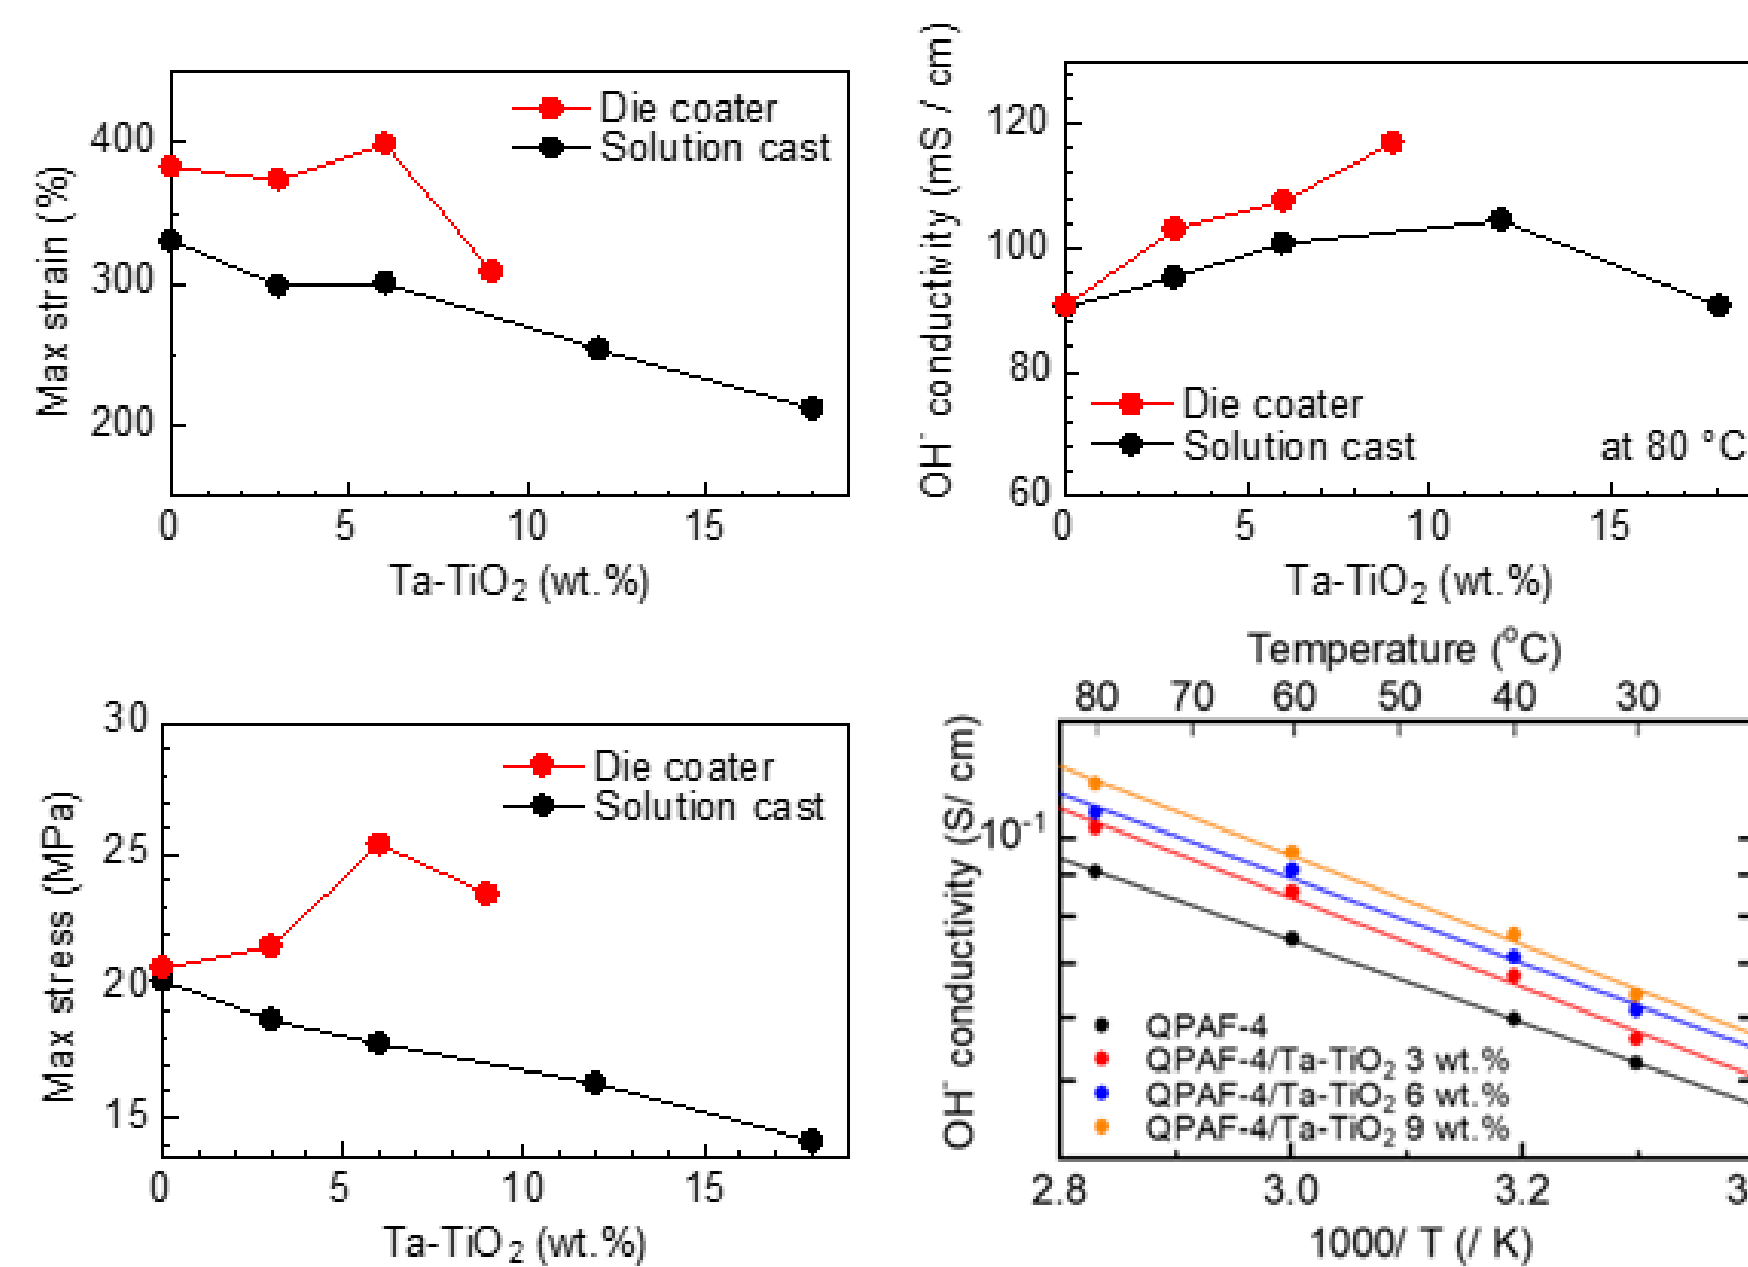 Max strain (%)
400
300
200
Die coater
Solution cast
0 5 10 15
Ta-TiO₂ (wt.%)
OH⁻ conductivity (mS / cm)
120
100
80
60
Die coater
Solution cast
at 80 °C
0 5 10 15
Ta-TiO₂ (wt.%)
Max stress (MPa)
30
25
20
15
Die coater
Solution cast
0 5 10 15
Ta-TiO₂ (wt.%)
Temperature (°C)
80 70 60 50 40 30
OH⁻ conductivity (S/ cm)
10⁻¹
QPAF-4
QPAF-4/Ta-TiO₂ 3 wt.%
QPAF-4/Ta-TiO₂ 6 wt.%
QPAF-4/Ta-TiO₂ 9 wt.%
2.8 3.0 3.2
1000/ T (/ K)